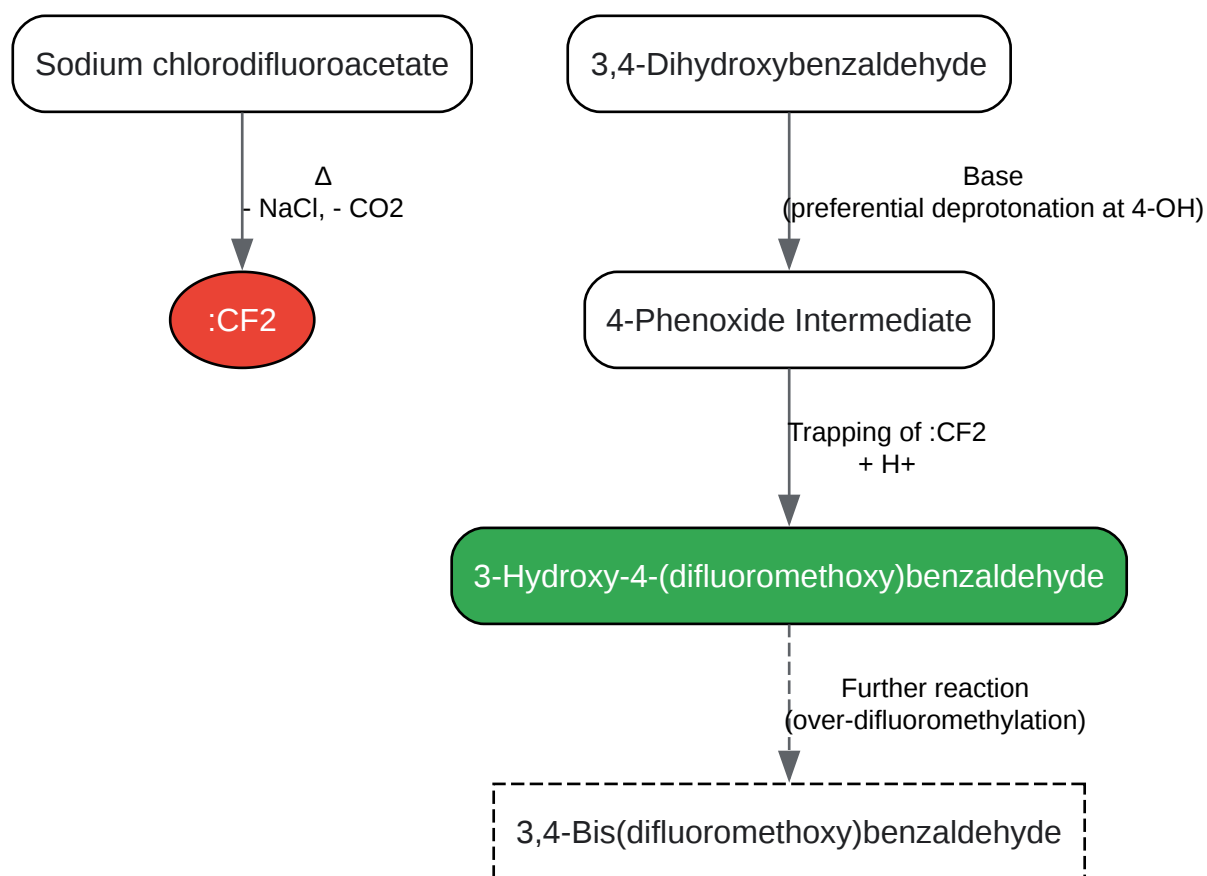 Sodium chlorodifluoroacetate
3,4-Dihydroxybenzaldehyde
Δ
- NaCl, - CO2
Base
(preferential deprotonation at 4-OH)
:CF2
4-Phenoxide Intermediate
Trapping of :CF2
+ H+
3-Hydroxy-4-(difluoromethoxy)benzaldehyde
Further reaction
(over-difluoromethylation)
3,4-Bis(difluoromethoxy)benzaldehyde